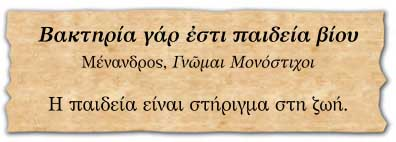 Βακτηρία γάρ ἐστι παιδεία βίου
Μένανδρος, Γνῶμαι Μονόστιχοι
Η παιδεία είναι στήριγμα στη ζωή.